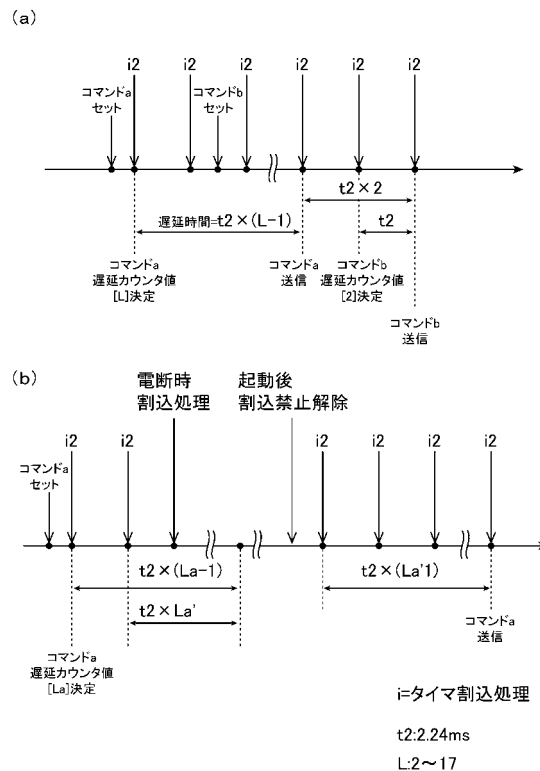 (a)
i2
i2
i2
i2
i2
i2
コマンドa
セット
コマンドb
セット
t2×2
遅延時間=t2×(L-1)
t2
コマンドa
遅延カウンタ値
[L]決定
コマンドa
送信
コマンドb
遅延カウンタ値
[2]決定
コマンドb
送信
(b)
電断時
割込処理
起動後
割込禁止解除
i2
i2
i2
i2
i2
i2
コマンドa
セット
t2×(La-1)
t2×(La'1)
t2×La'
コマンドa
遅延カウンタ値
[La]決定
コマンドa
送信
i=タイマ割込処理
t2:2.24ms
L:2～17